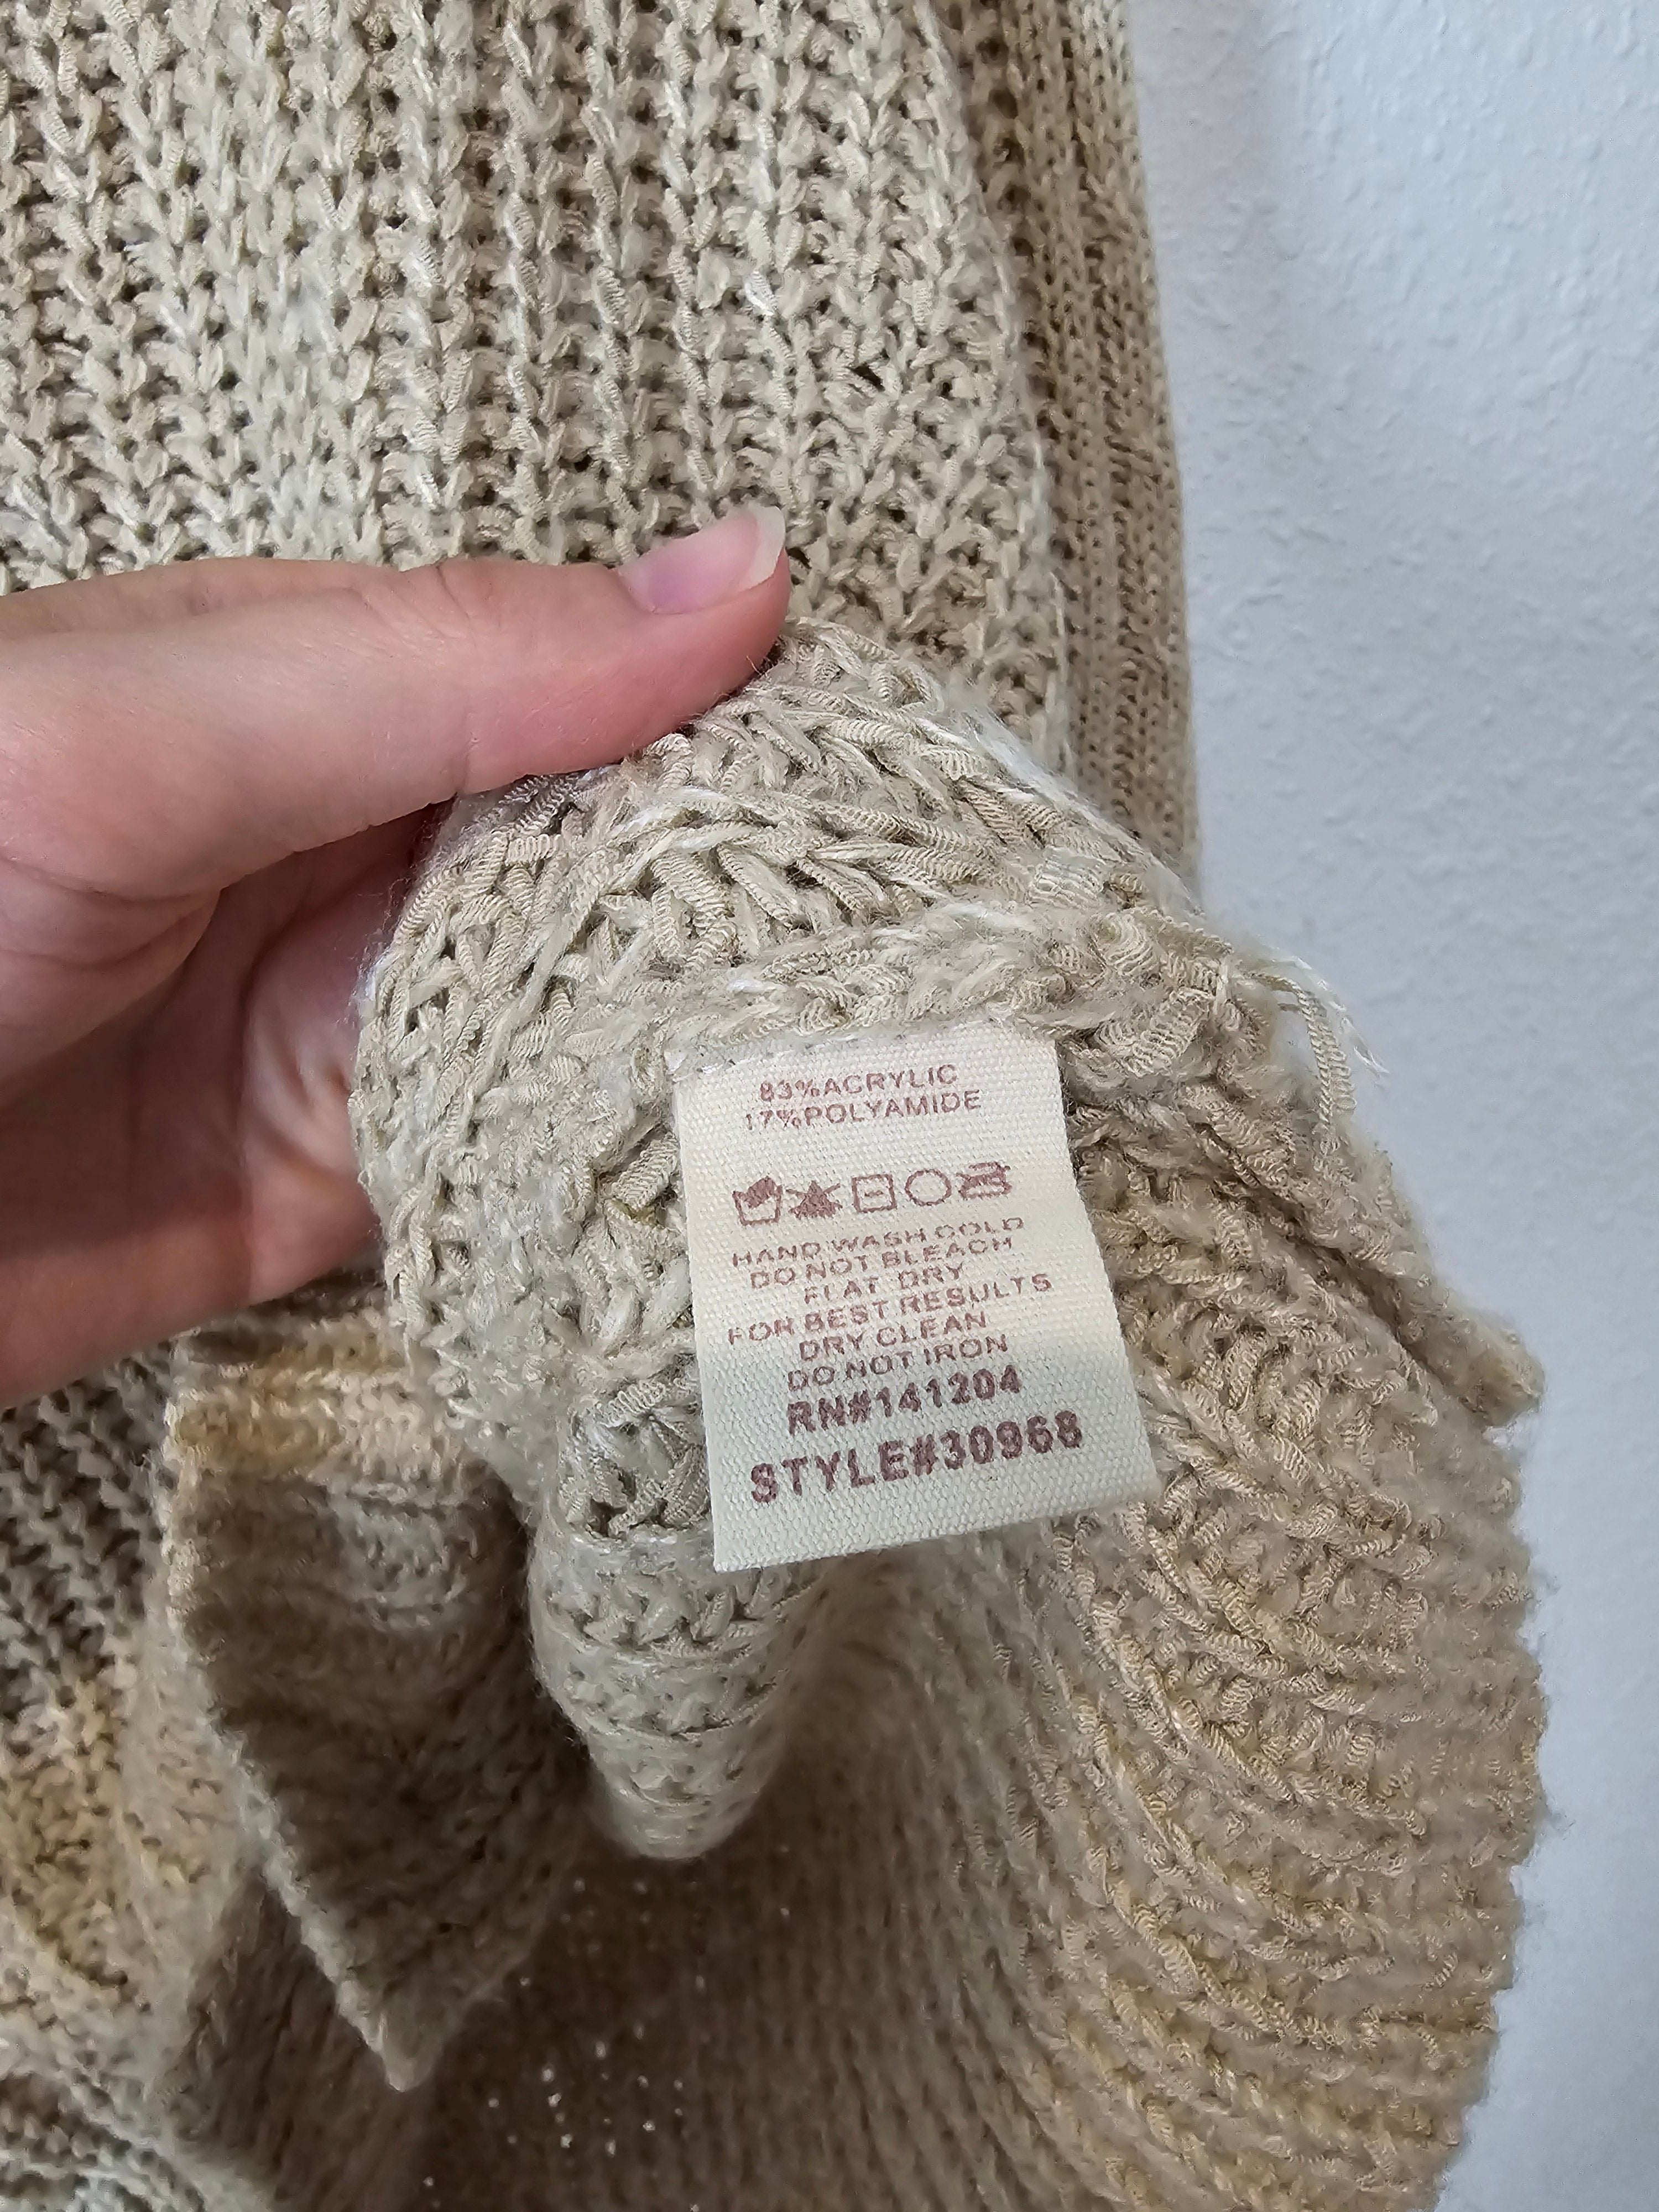 83%ACRYLIC
17%POLYAMIDE
HAND WASH COLD
DO NOT BLEACH
FLAT DRY
FOR BEST RESULTS
DRY CLEAN
DO NOT IRON
RN#141204
STYLE#30968